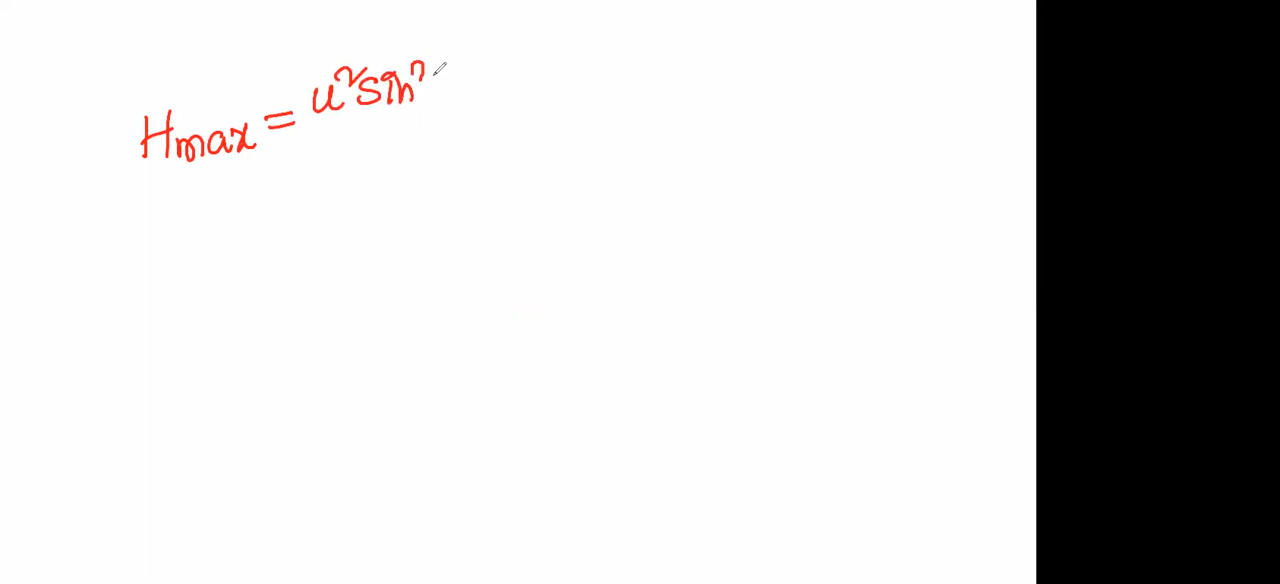 Hmax = u²sin²